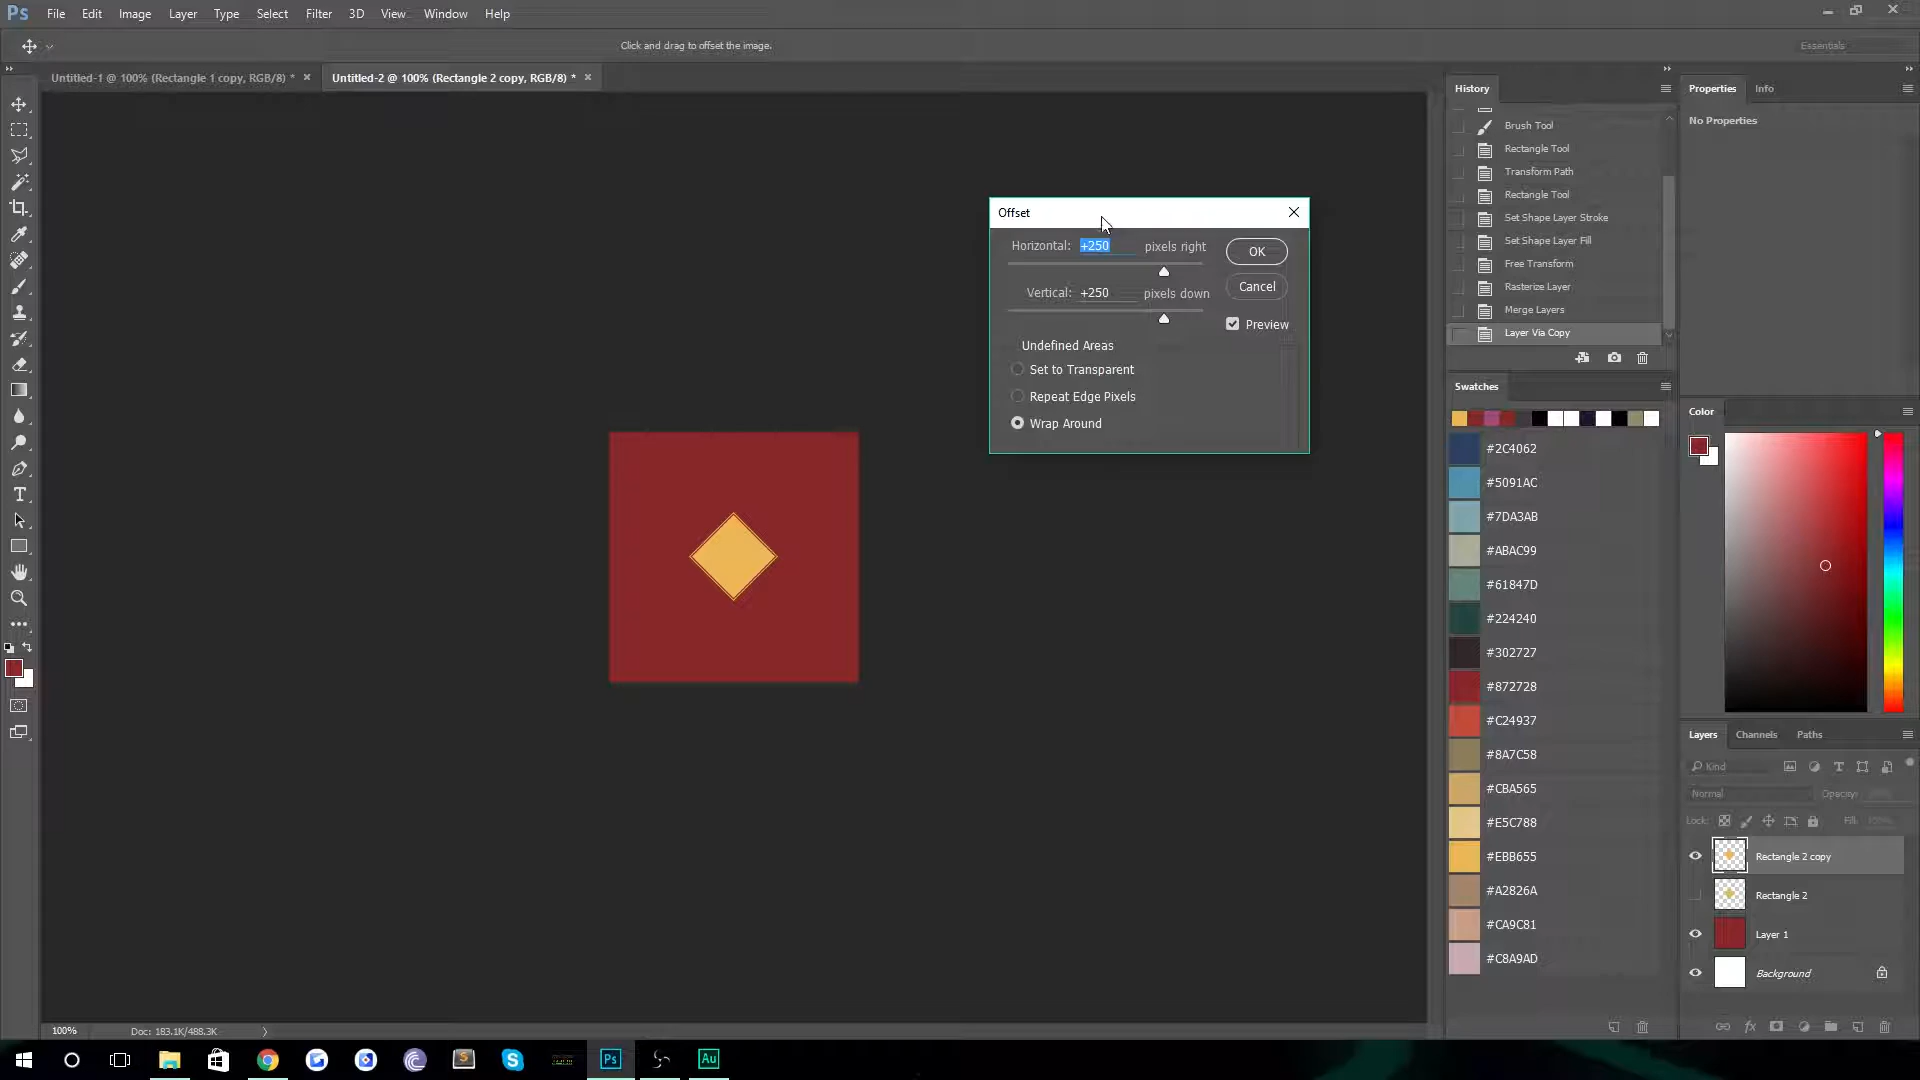 Ps File Edit Image Layer Type Select Filter 3D View Window Help
Click and drag to offset the image.
Essentials
Untitled-1 @ 100% (Rectangle 1 copy, RGB/8) *
Untitled-2 @ 100% (Rectangle 2 copy, RGB/8) *
History
Brush Tool
Rectangle Tool
Transform Path
Rectangle Tool
Set Shape Layer Stroke
Set Shape Layer Fill
Free Transform
Rasterize Layer
Merge Layers
Layer Via Copy
Properties Info
No Properties
Offset
Horizontal: +250 pixels right
OK
Vertical: +250 pixels down
Cancel
Preview
Undefined Areas
Set to Transparent
Repeat Edge Pixels
Wrap Around
Swatches
#2C4062
#5091AC
#7DA3AB
#ABAC99
#61847D
#224240
#302727
#872728
#C24937
#8A7C58
#CBA565
#E5C788
#EBB655
#A2826A
#CA9C81
#C8A9AD
Color
Layers Channels Paths
Kind
Normal Opacity:
Lock: Fill: 100%
Rectangle 2 copy
Rectangle 2
Layer 1
Background
100% Doc: 183.1K/488.3K
S
Ps
Au